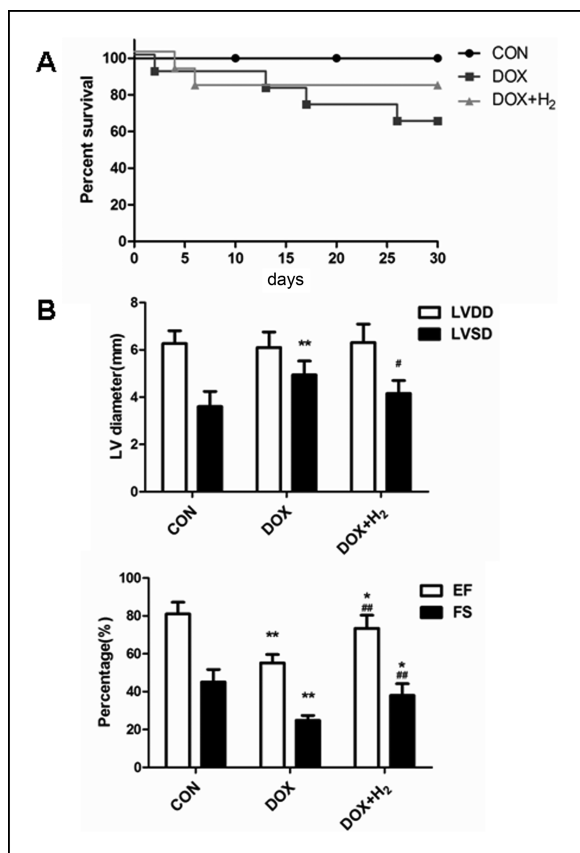 A
Percent survival
100
80
60
40
20
0
0 5 10 15 20 25 30
days
CON
DOX
DOX+H2
B
LV diameter(mm)
8
6
4
2
0
LVDD
LVSD
**
#
CON DOX DOX+H2
Percentage(%)
100
80
60
40
20
0
EF
FS
**
**
*
##
*
##
CON DOX DOX+H2